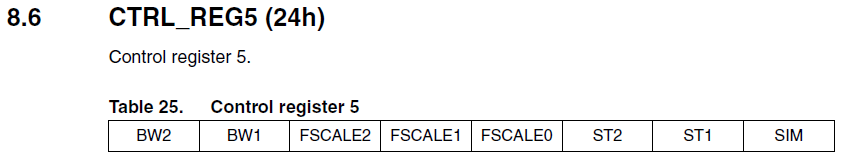 8.6 CTRL_REG5 (24h)
Control register 5.
Table 25. Control register 5
BW2 BW1 FSCALE2 FSCALE1 FSCALE0 ST2 ST1 SIM